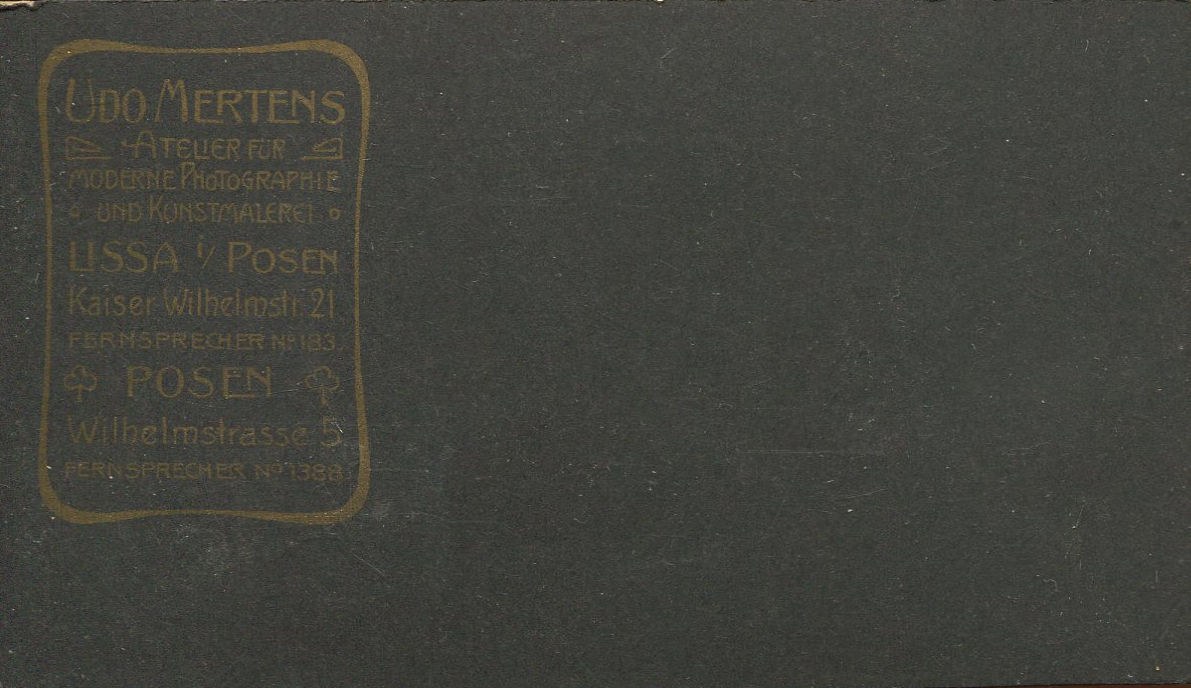 UDO MERTENS
ATELIER FÜR
MODERNE PHOTOGRAPHIE
UND KUNSTMALEREI
LISSA i/ POSEN
Kaiser Wilhelmstr. 21
FERNSPRECHER No 183.
POSEN
Wilhelmstrasse 5
FERNSPRECHER No 1388.